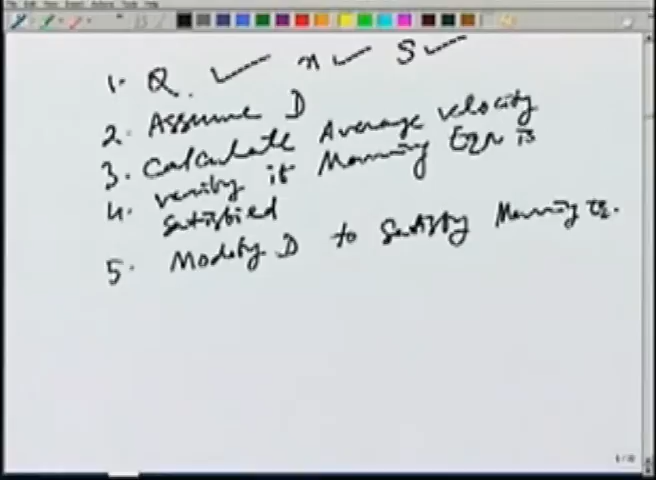 1. Q. ✓ n ✓ S ✓
2. Assume D
3. Calculate Average velocity
4. verify if Manning Eqn is
satisfied
5. Modify D to satisfy Manning Eq.